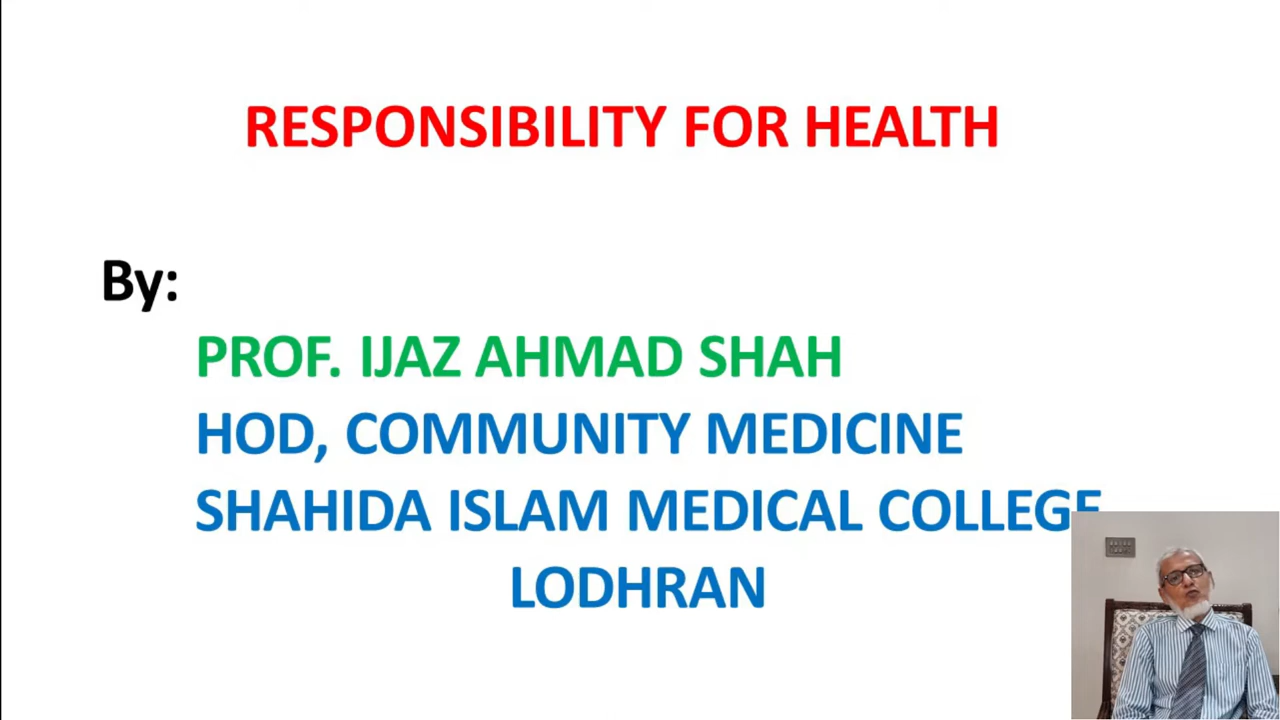 RESPONSIBILITY FOR HEALTH
By:
PROF. IJAZ AHMAD SHAH
HOD, COMMUNITY MEDICINE
SHAHIDA ISLAM MEDICAL COLLEGE
LODHRAN